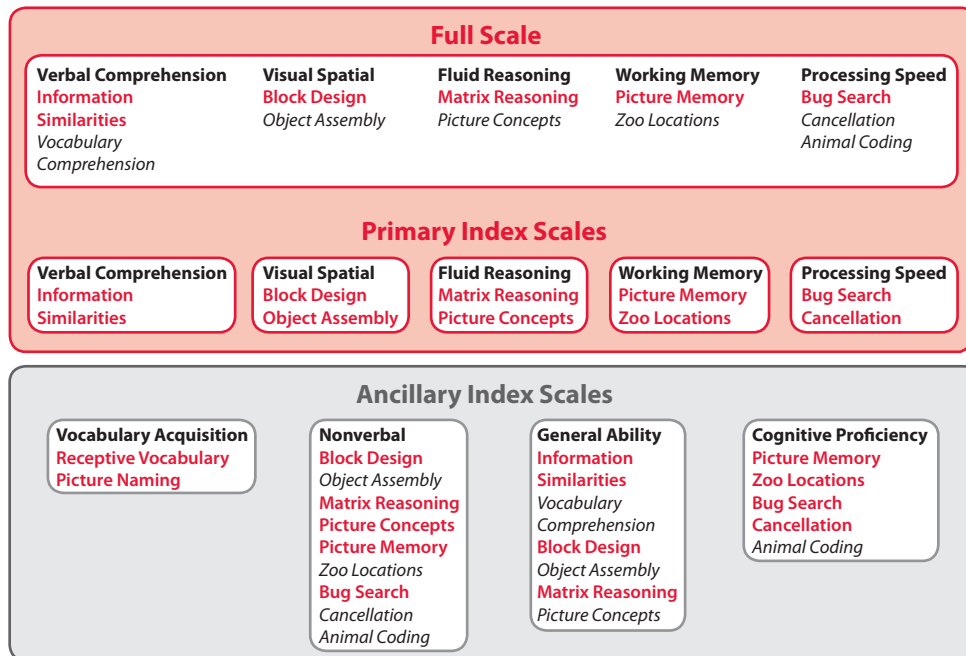 Full Scale
Verbal Comprehension
Information
Similarities
Vocabulary
Comprehension
Visual Spatial
Block Design
Object Assembly
Fluid Reasoning
Matrix Reasoning
Picture Concepts
Working Memory
Picture Memory
Zoo Locations
Processing Speed
Bug Search
Cancellation
Animal Coding
Primary Index Scales
Verbal Comprehension
Information
Similarities
Visual Spatial
Block Design
Object Assembly
Fluid Reasoning
Matrix Reasoning
Picture Concepts
Working Memory
Picture Memory
Zoo Locations
Processing Speed
Bug Search
Cancellation
Ancillary Index Scales
Vocabulary Acquisition
Receptive Vocabulary
Picture Naming
Nonverbal
Block Design
Object Assembly
Matrix Reasoning
Picture Concepts
Picture Memory
Zoo Locations
Bug Search
Cancellation
Animal Coding
General Ability
Information
Similarities
Vocabulary
Comprehension
Block Design
Object Assembly
Matrix Reasoning
Picture Concepts
Cognitive Proficiency
Picture Memory
Zoo Locations
Bug Search
Cancellation
Animal Coding